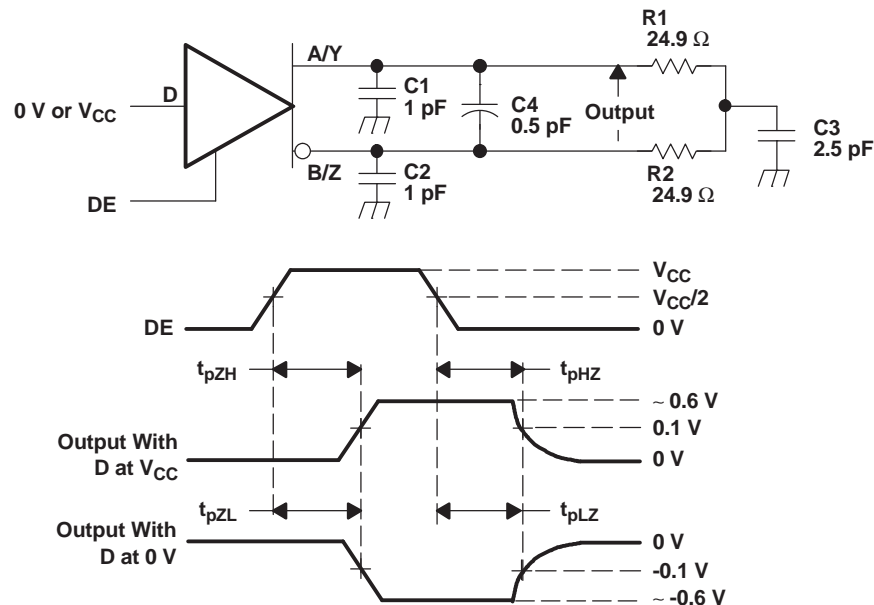 R1
24.9 Ω
A/Y
D
C1
1 pF
C4
0.5 pF
Output
0 V or VCC
C3
2.5 pF
B/Z
C2
1 pF
R2
24.9 Ω
DE
VCC
VCC/2
DE
0 V
tpZH
tpHZ
~ 0.6 V
0.1 V
Output With
D at VCC
0 V
tpZL
tpLZ
Output With
D at 0 V
0 V
-0.1 V
~ -0.6 V